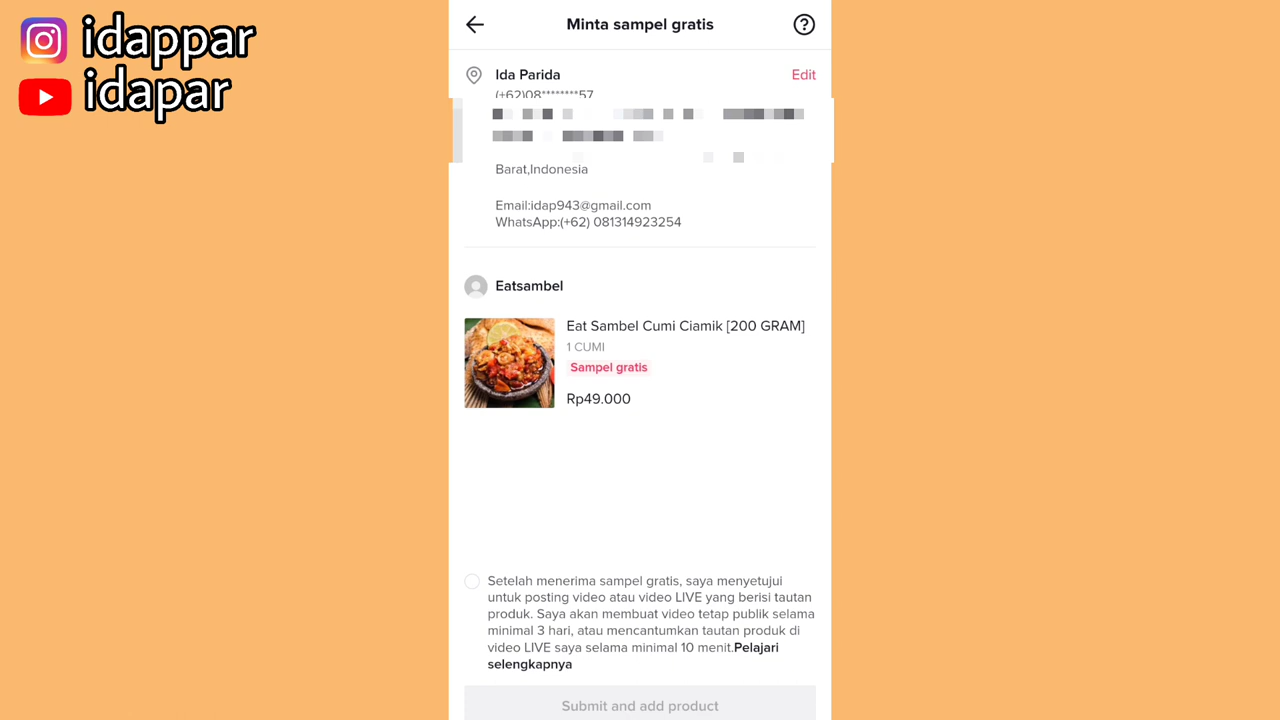 idappar
idapar
Minta sampel gratis
Ida Parida
Edit
(+62)08********57
Barat,Indonesia
Email:idap943@gmail.com
WhatsApp:(+62) 081314923254
Eatsambel
Eat Sambel Cumi Ciamik [200 GRAM]
1 CUMI
Sampel gratis
Rp49.000
Setelah menerima sampel gratis, saya menyetujui
untuk posting video atau video LIVE yang berisi tautan
produk. Saya akan membuat video tetap publik selama
minimal 3 hari, atau mencantumkan tautan produk di
video LIVE saya selama minimal 10 menit.Pelajari
selengkapnya
Submit and add product